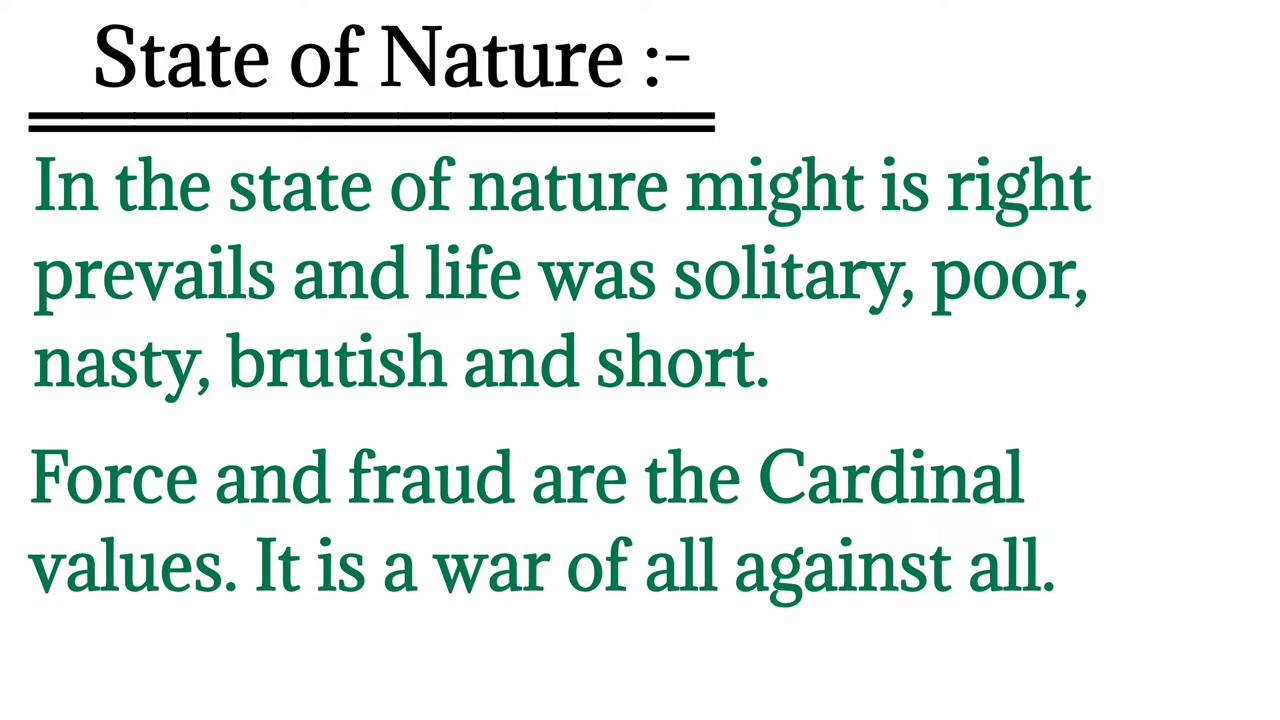 State of Nature :-
In the state of nature might is right
prevails and life was solitary, poor,
nasty, brutish and short.
Force and fraud are the Cardinal
values. It is a war of all against all.